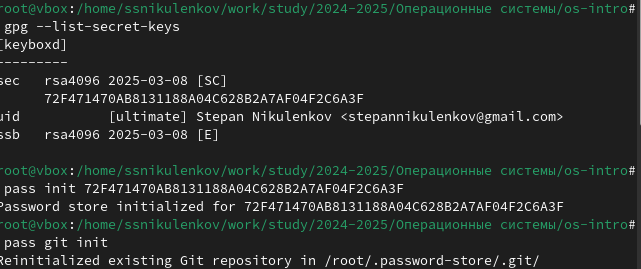 root@vbox:/home/ssnikulenkov/work/study/2024-2025/Операционные системы/os-intro#
gpg --list-secret-keys
[keyboxd]
---------
sec   rsa4096 2025-03-08 [SC]
      72F471470AB8131188A04C628B2A7AF04F2C6A3F
uid           [ultimate] Stepan Nikulenkov <stepannikulenkov@gmail.com>
ssb   rsa4096 2025-03-08 [E]
root@vbox:/home/ssnikulenkov/work/study/2024-2025/Операционные системы/os-intro#
pass init 72F471470AB8131188A04C628B2A7AF04F2C6A3F
Password store initialized for 72F471470AB8131188A04C628B2A7AF04F2C6A3F
root@vbox:/home/ssnikulenkov/work/study/2024-2025/Операционные системы/os-intro#
pass git init
Reinitialized existing Git repository in /root/.password-store/.git/